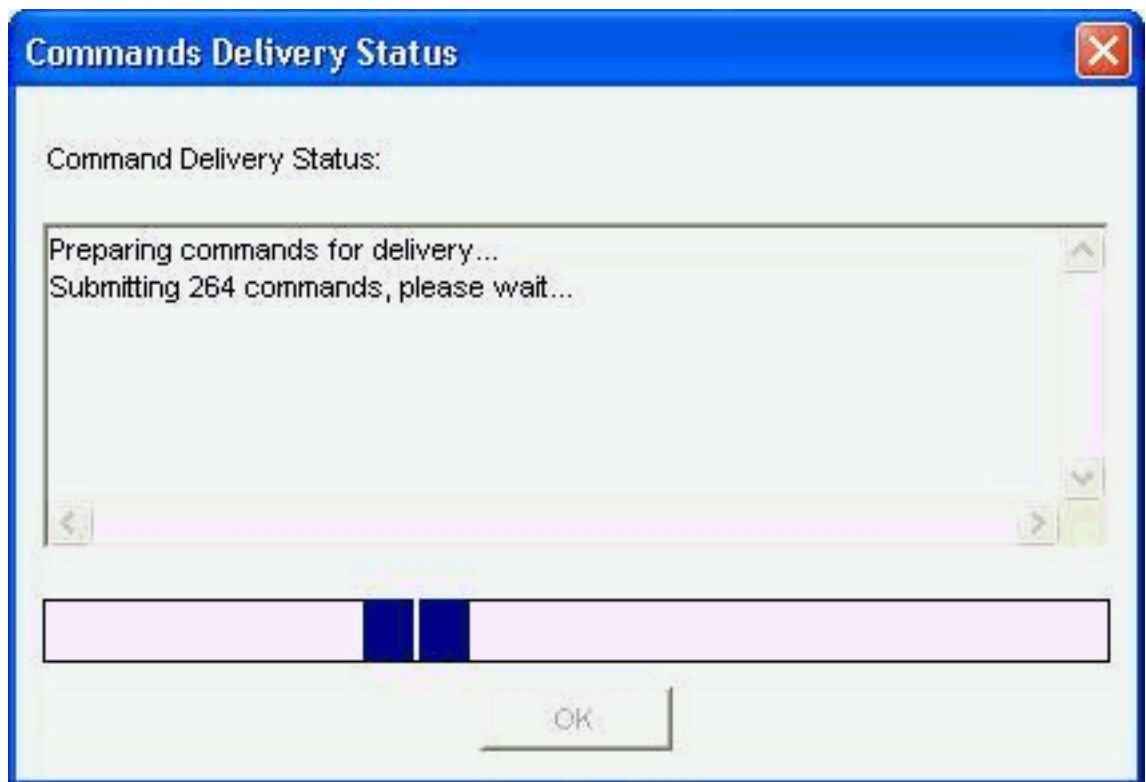 Commands Delivery Status
Command Delivery Status:
Preparing commands for delivery...
Submitting 264 commands, please wait...
OK